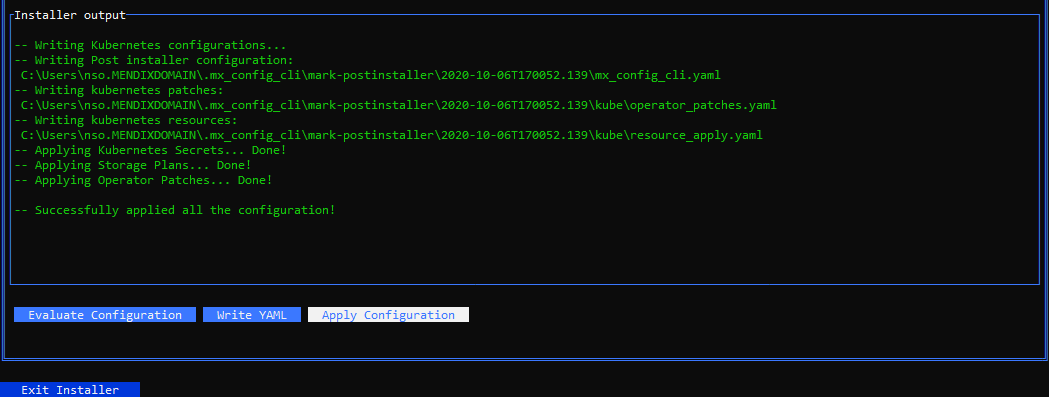 Installer output
-- Writing Kubernetes configurations...
-- Writing Post installer configuration:
C:\Users\nso.MENDIXDOMAIN\.mx_config_cli\mark-postinstaller\2020-10-06T170052.139\mx_config_cli.yaml
-- Writing kubernetes patches:
C:\Users\nso.MENDIXDOMAIN\.mx_config_cli\mark-postinstaller\2020-10-06T170052.139\kube\operator_patches.yaml
-- Writing kubernetes resources:
C:\Users\nso.MENDIXDOMAIN\.mx_config_cli\mark-postinstaller\2020-10-06T170052.139\kube\resource_apply.yaml
-- Applying Kubernetes Secrets... Done!
-- Applying Storage Plans... Done!
-- Applying Operator Patches... Done!
-- Successfully applied all the configuration!
Evaluate Configuration Write YAML Apply Configuration
Exit Installer